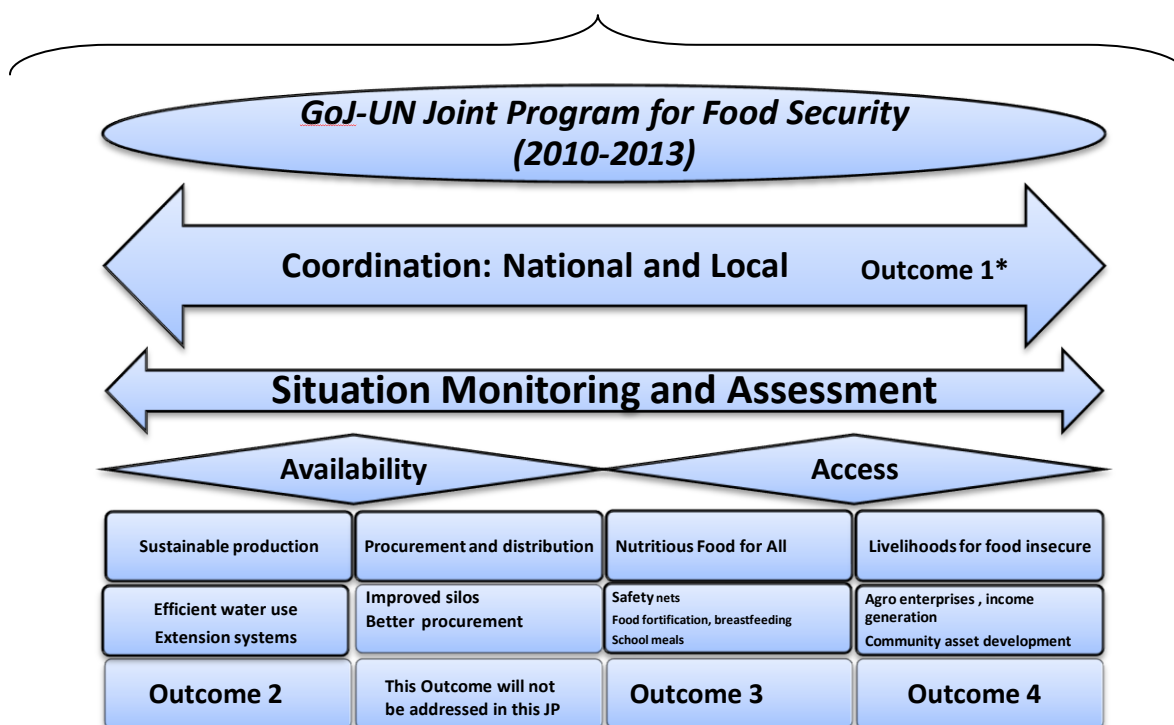 GoJ-UN Joint Program for Food Security
(2010-2013)
Coordination: National and Local Outcome 1*
Situation Monitoring and Assessment
Availability
Access
Sustainable production
Procurement and distribution
Nutritious Food for All
Livelihoods for food insecure
Efficient water use
Extension systems
Improved silos
Better procurement
Safety nets
Food fortification, breastfeeding
School meals
Agro enterprises , income
generation
Community asset development
Outcome 2
This Outcome will not
be addressed in this JP
Outcome 3
Outcome 4